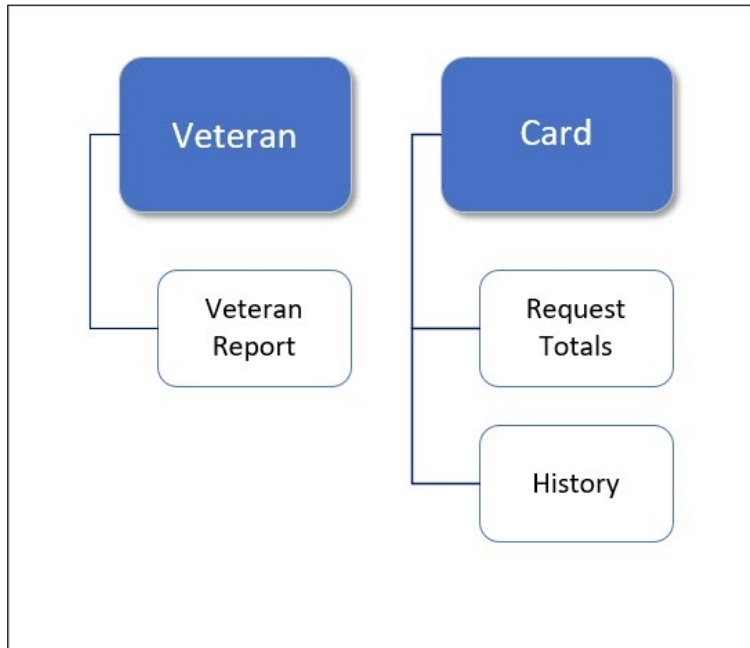 Veteran
Card
Veteran
Report
Request
Totals
History